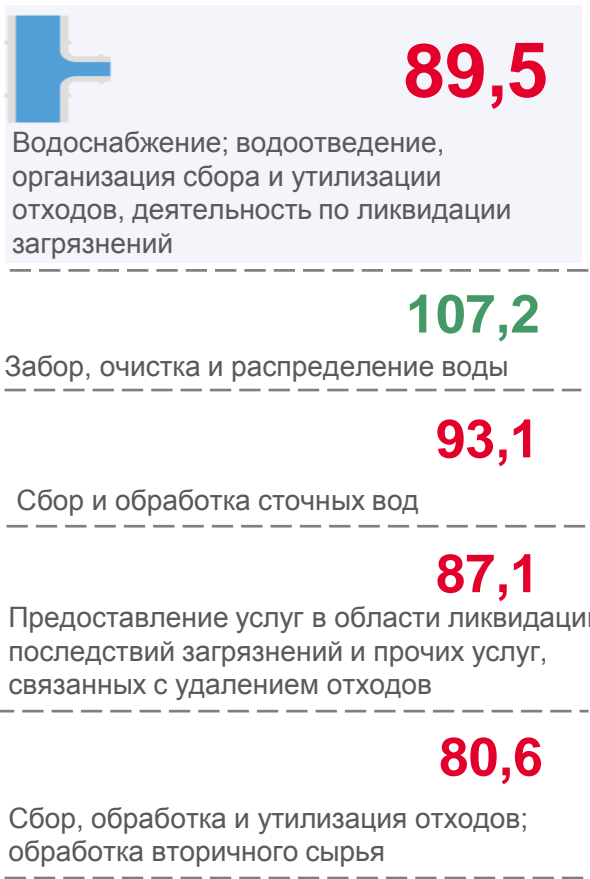 89,5
Водоснабжение; водоотведение,
организация сбора и утилизации
отходов, деятельность по ликвидации
загрязнений
107,2
Забор, очистка и распределение воды
93,1
Сбор и обработка сточных вод
87,1
Предоставление услуг в области ликвидации
последствий загрязнений и прочих услуг,
связанных с удалением отходов
80,6
Сбор, обработка и утилизация отходов;
обработка вторичного сырья